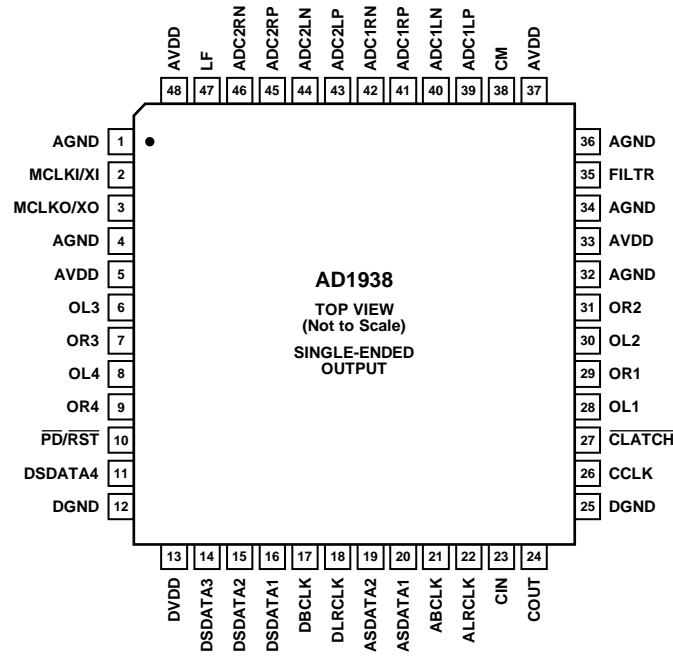 AVDD
LF
ADC2RN
ADC2RP
ADC2LN
ADC2LP
ADC1RN
ADC1RP
ADC1LN
ADC1LP
CM
AVDD
48 47 46 45 44 43 42 41 40 39 38 37
AGND 1
MCLKI/XI 2
MCLKO/XO 3
AGND 4
AVDD 5
OL3 6
OR3 7
OL4 8
OR4 9
PD/RST 10
DSDATA4 11
DGND 12
AD1938
TOP VIEW
(Not to Scale)
SINGLE-ENDED
OUTPUT
36 AGND
35 FILTR
34 AGND
33 AVDD
32 AGND
31 OR2
30 OL2
29 OR1
28 OL1
27 CLATCH
26 CCLK
25 DGND
13 14 15 16 17 18 19 20 21 22 23 24
DVDD
DSDATA3
DSDATA2
DSDATA1
DBCLK
DLRCLK
ASDATA2
ASDATA1
ABCLK
ALRCLK
CIN
COUT